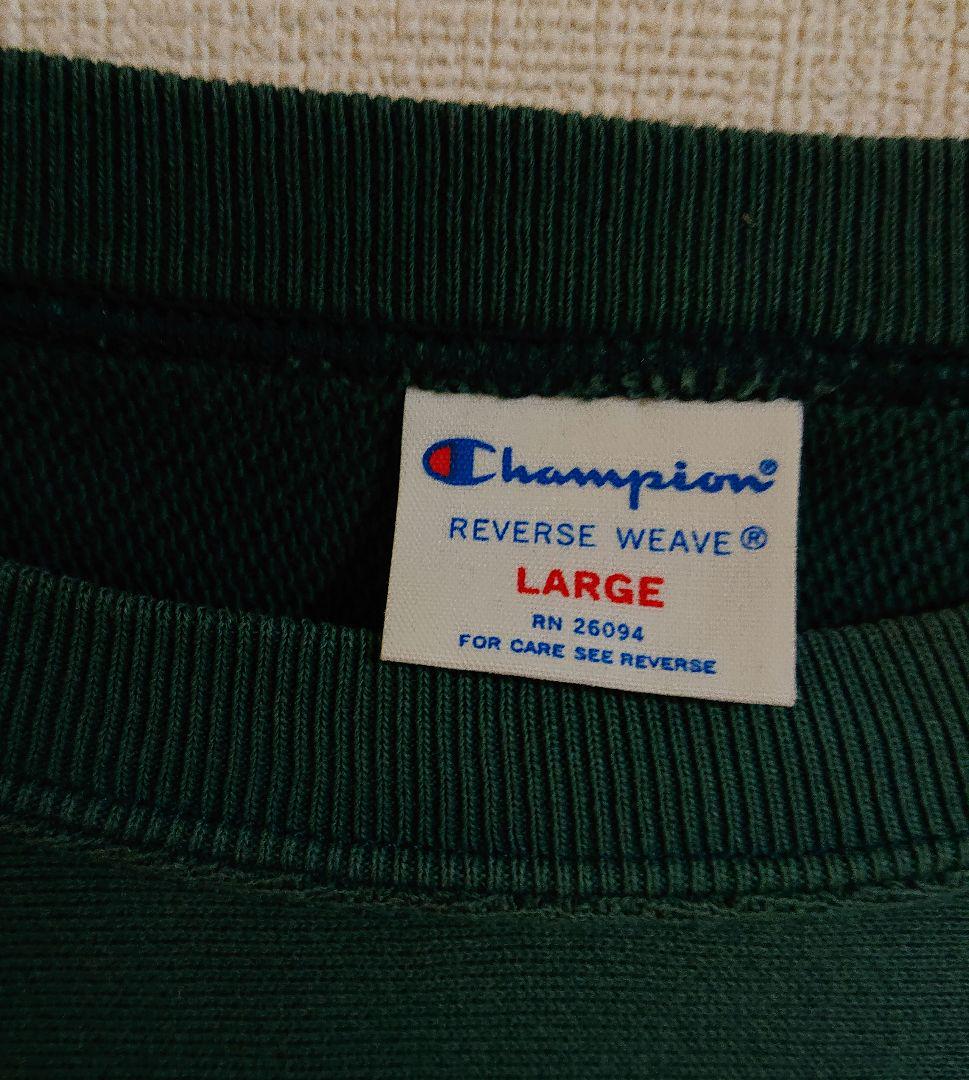 Champion®
REVERSE WEAVE®
LARGE
RN 26094
FOR CARE SEE REVERSE